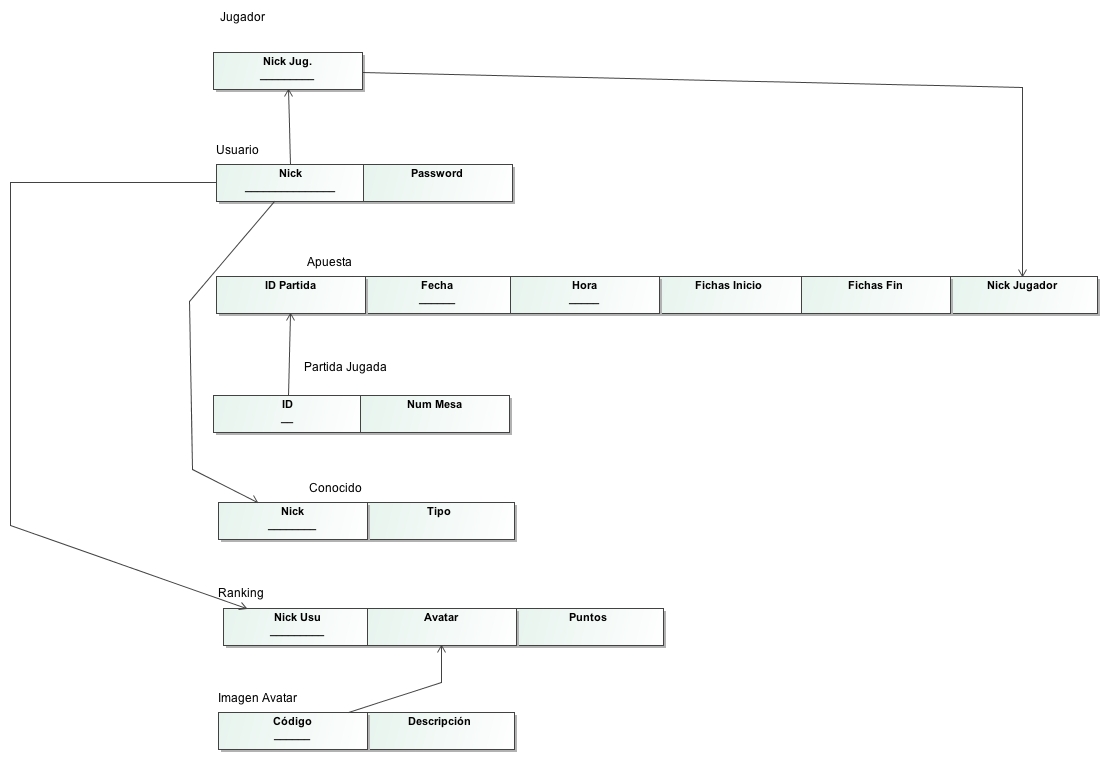 Jugador
Nick Jug.
Usuario
Nick Password
Apuesta
ID Partida Fecha Hora Fichas Inicio Fichas Fin Nick Jugador
Partida Jugada
ID Num Mesa
Conocido
Nick Tipo
Ranking
Nick Usu Avatar Puntos
Imagen Avatar
Código Descripción